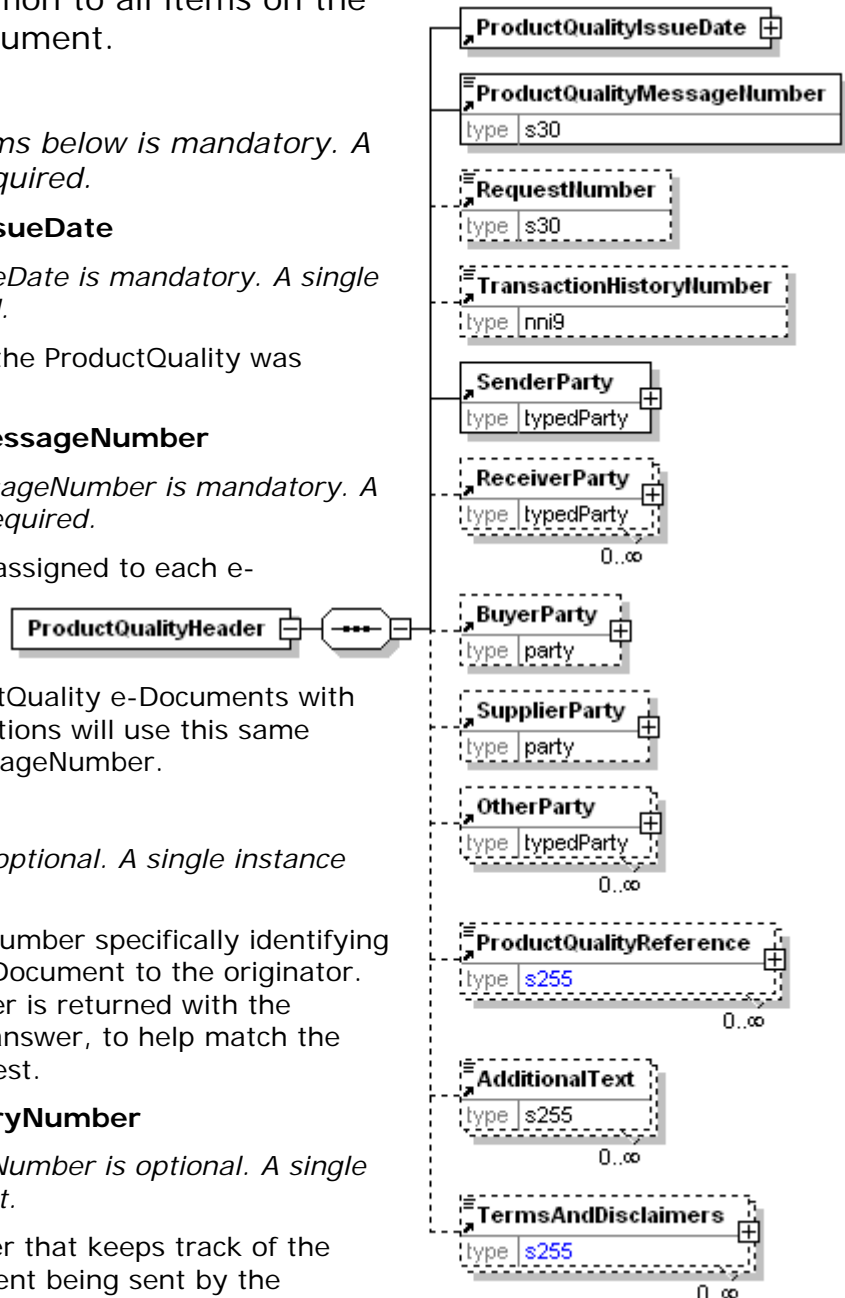 ion to all items on the
ument.
ms below is mandatory. A
quired.
ssueDate
eDate is mandatory. A single
the ProductQuality was
essageNumber
sageNumber is mandatory. A
equired.
assigned to each e-
tQuality e-Documents with
tions will use this same
ageNumber.
optional. A single instance
umber specifically identifying
Document to the originator.
er is returned with the
answer, to help match the
est.
ryNumber
Number is optional. A single
t.
er that keeps track of the
ent being sent by the
ProductQualityHeader
ProductQualityIssueDate
ProductQualityMessageNumber
type s30
RequestNumber
type s30
TransactionHistoryNumber
type nni9
SenderParty
type typedParty
ReceiverParty
type typedParty
0..∞
BuyerParty
type party
SupplierParty
type party
OtherParty
type typedParty
0..∞
ProductQualityReference
type s255
0..∞
AdditionalText
type s255
0..∞
TermsAndDisclaimers
type s255
0..∞